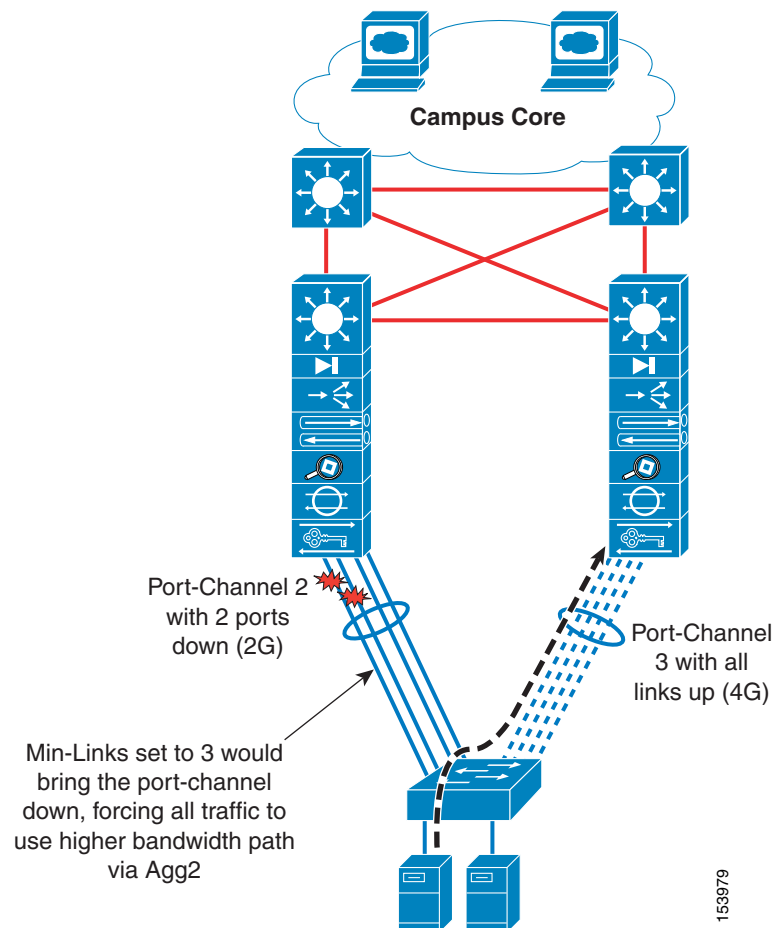 Campus Core
Port-Channel 2
with 2 ports
down (2G)
Port-Channel
3 with all
links up (4G)
Min-Links set to 3 would
bring the port-channel
down, forcing all traffic to
use higher bandwidth path
via Agg2
153979